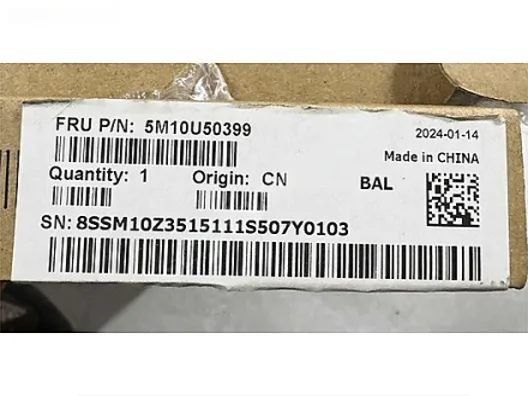 FRU P/N: 5M10U50399
2024-01-14
Made in CHINA
Quantity: 1 Origin: CN BAL
SN: 8SSM10Z3515111S507Y0103